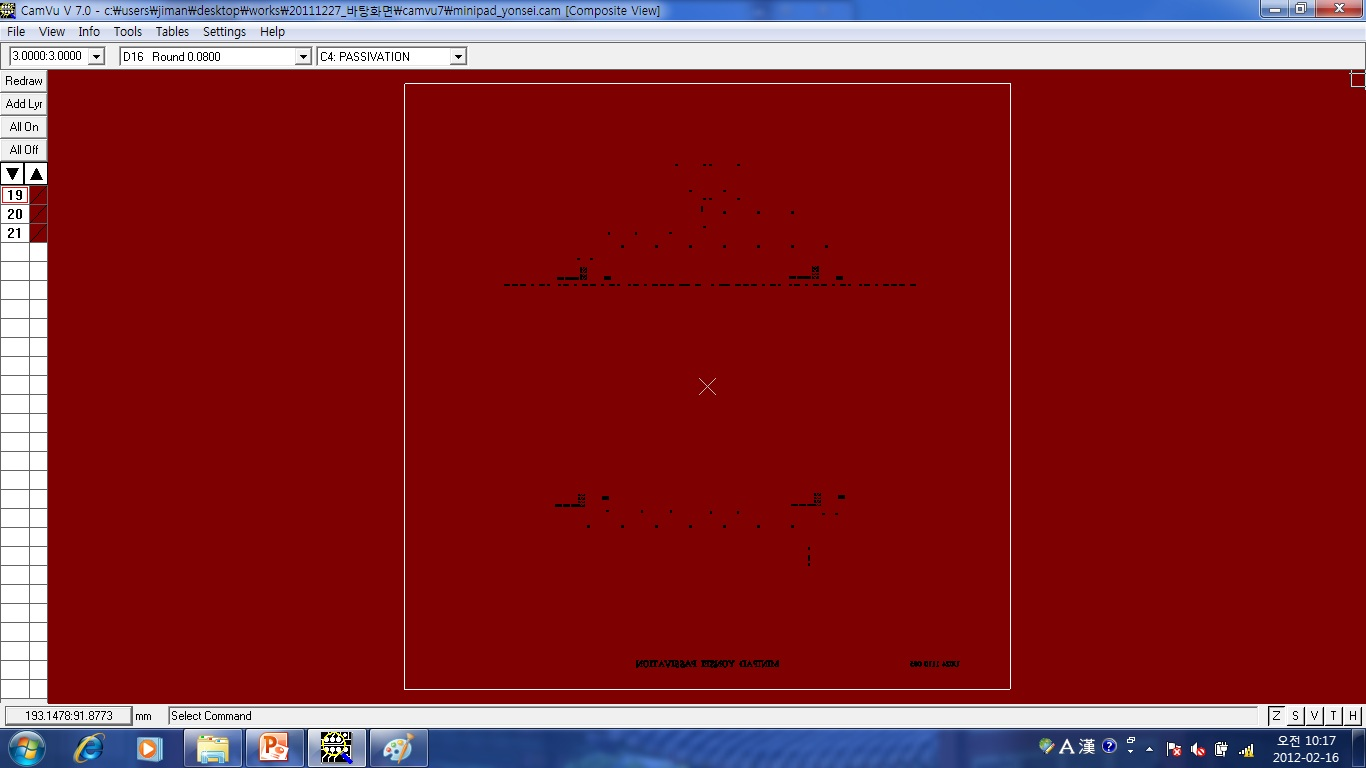 CamVu V 7.0 - c:₩users₩jiman₩desktop₩works₩20111227_바탕화면₩camvu7₩minipad_yonsei.cam [Composite View]
File View Info Tools Tables Settings Help
3.0000:3.0000 D16 Round 0.0800 C4: PASSIVATION
Redraw
Add Lyr
All On
All Off
19
20
21
MINIPAD YONSEI PASSIVATION
193.1478:91.8773 mm Select Command Z S V T H
A 漢 오전 10:17
2012-02-16